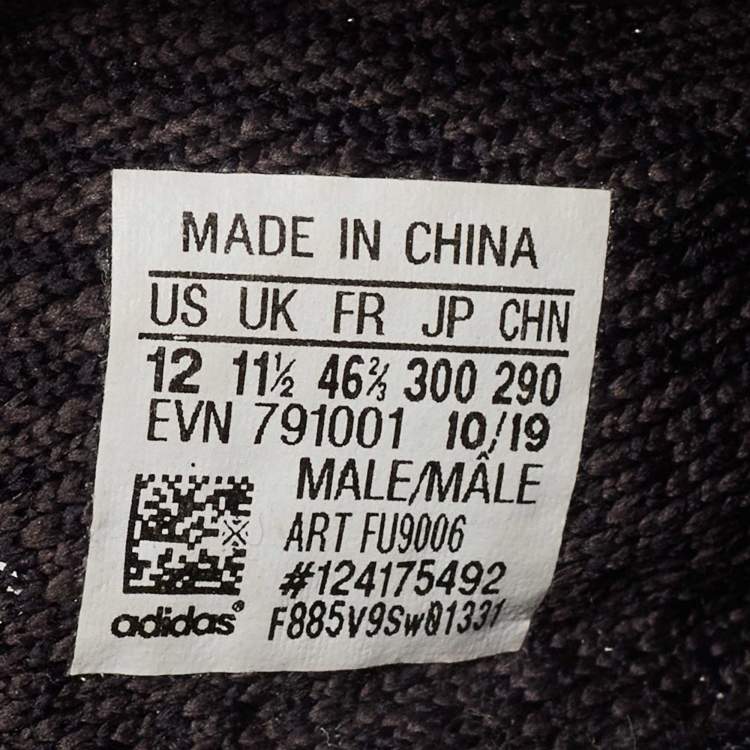 MADE IN CHINA
US UK FR JP CHN
12 11½ 46⅔ 300 290
EVN 791001 10/19
MALE/MÂLE
ART FU9006
#124175492
adidas® F885V9SW01331